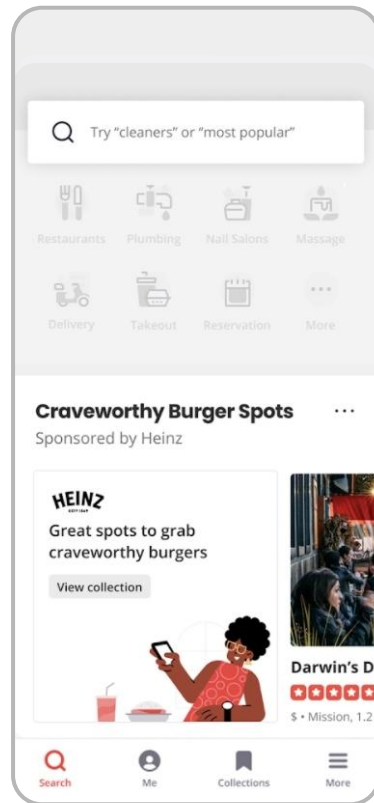 Try “cleaners” or “most popular”
Restaurants Plumbing Nail Salons Massage
Delivery Takeout Reservation More
Craveworthy Burger Spots ...
Sponsored by Heinz
HEINZ
Great spots to grab
craveworthy burgers
View collection
Darwin’s D
$ • Mission, 1.2
Search Me Collections More